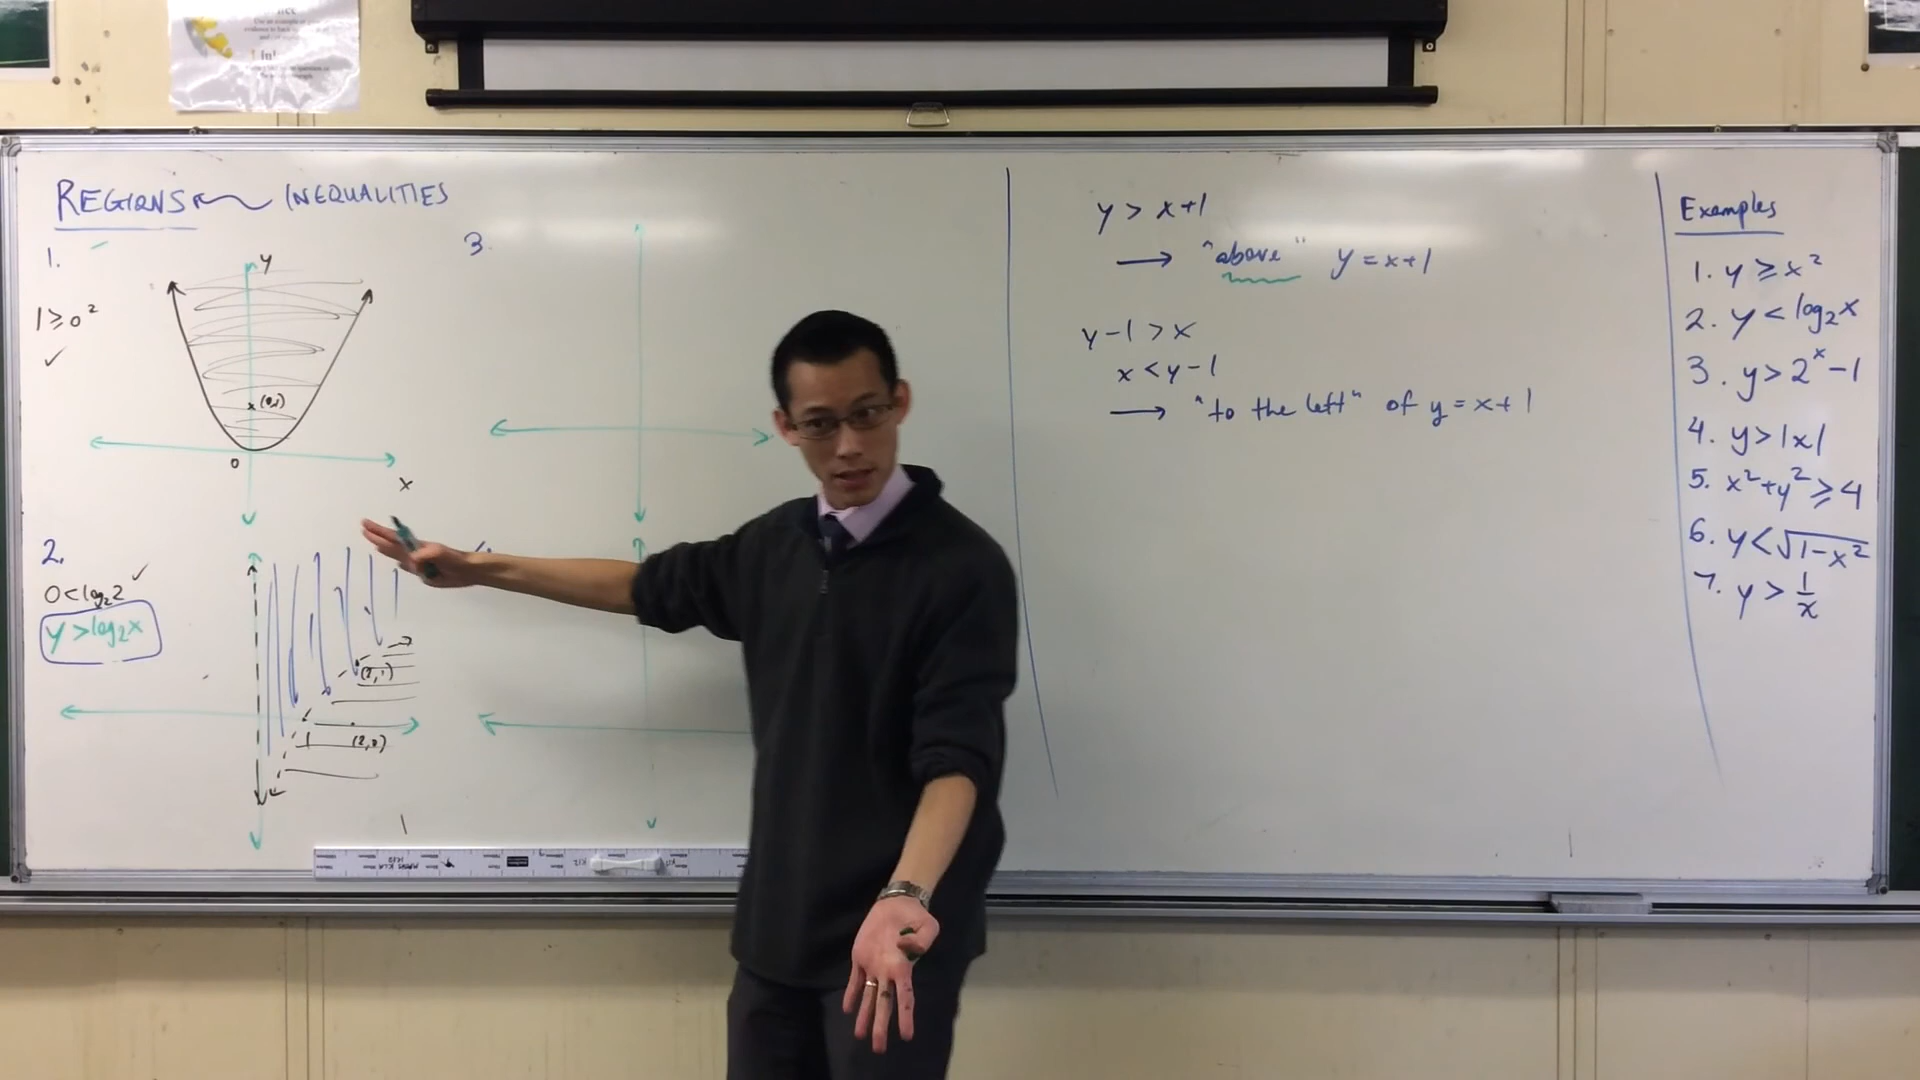 REGIONS INEQUALITIES
1.
y
1 ≥ 0²
✓
(0,1)
0
x
2.
0 < log₂2 ✓
y > log₂x
(2,1)
1
(2,0)
3.
y > x+1
→ "above" y = x+1
y-1 > x
x < y-1
→ "to the left" of y = x+1
Examples
1. y ≥ x²
2. y < log₂x
3. y > 2ˣ - 1
4. y > |x|
5. x² + y² ≥ 4
6. y < √1-x²
7. y > 1/x